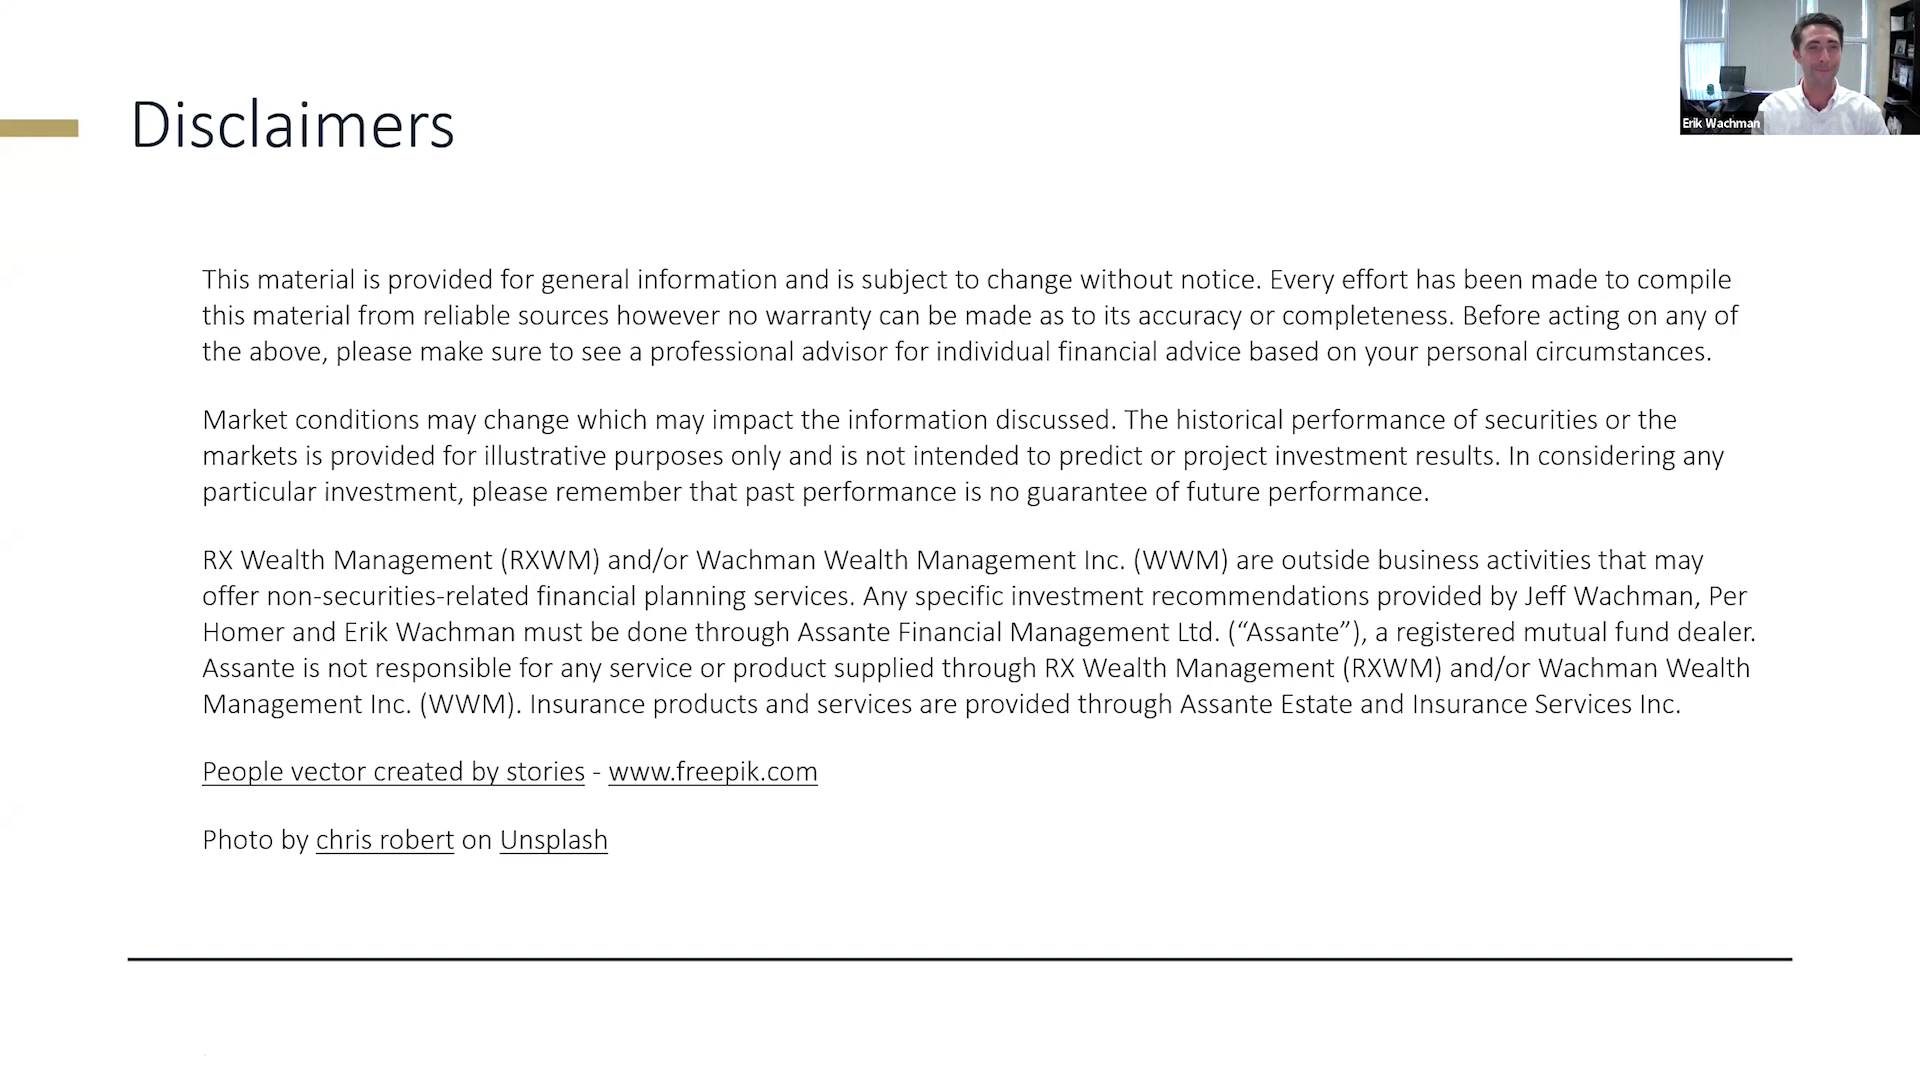 Disclaimers
Erik Wachman
This material is provided for general information and is subject to change without notice. Every effort has been made to compile
this material from reliable sources however no warranty can be made as to its accuracy or completeness. Before acting on any of
the above, please make sure to see a professional advisor for individual financial advice based on your personal circumstances.
Market conditions may change which may impact the information discussed. The historical performance of securities or the
markets is provided for illustrative purposes only and is not intended to predict or project investment results. In considering any
particular investment, please remember that past performance is no guarantee of future performance.
RX Wealth Management (RXWM) and/or Wachman Wealth Management Inc. (WWM) are outside business activities that may
offer non-securities-related financial planning services. Any specific investment recommendations provided by Jeff Wachman, Per
Homer and Erik Wachman must be done through Assante Financial Management Ltd. (“Assante”), a registered mutual fund dealer.
Assante is not responsible for any service or product supplied through RX Wealth Management (RXWM) and/or Wachman Wealth
Management Inc. (WWM). Insurance products and services are provided through Assante Estate and Insurance Services Inc.
People vector created by stories - www.freepik.com
Photo by chris robert on Unsplash